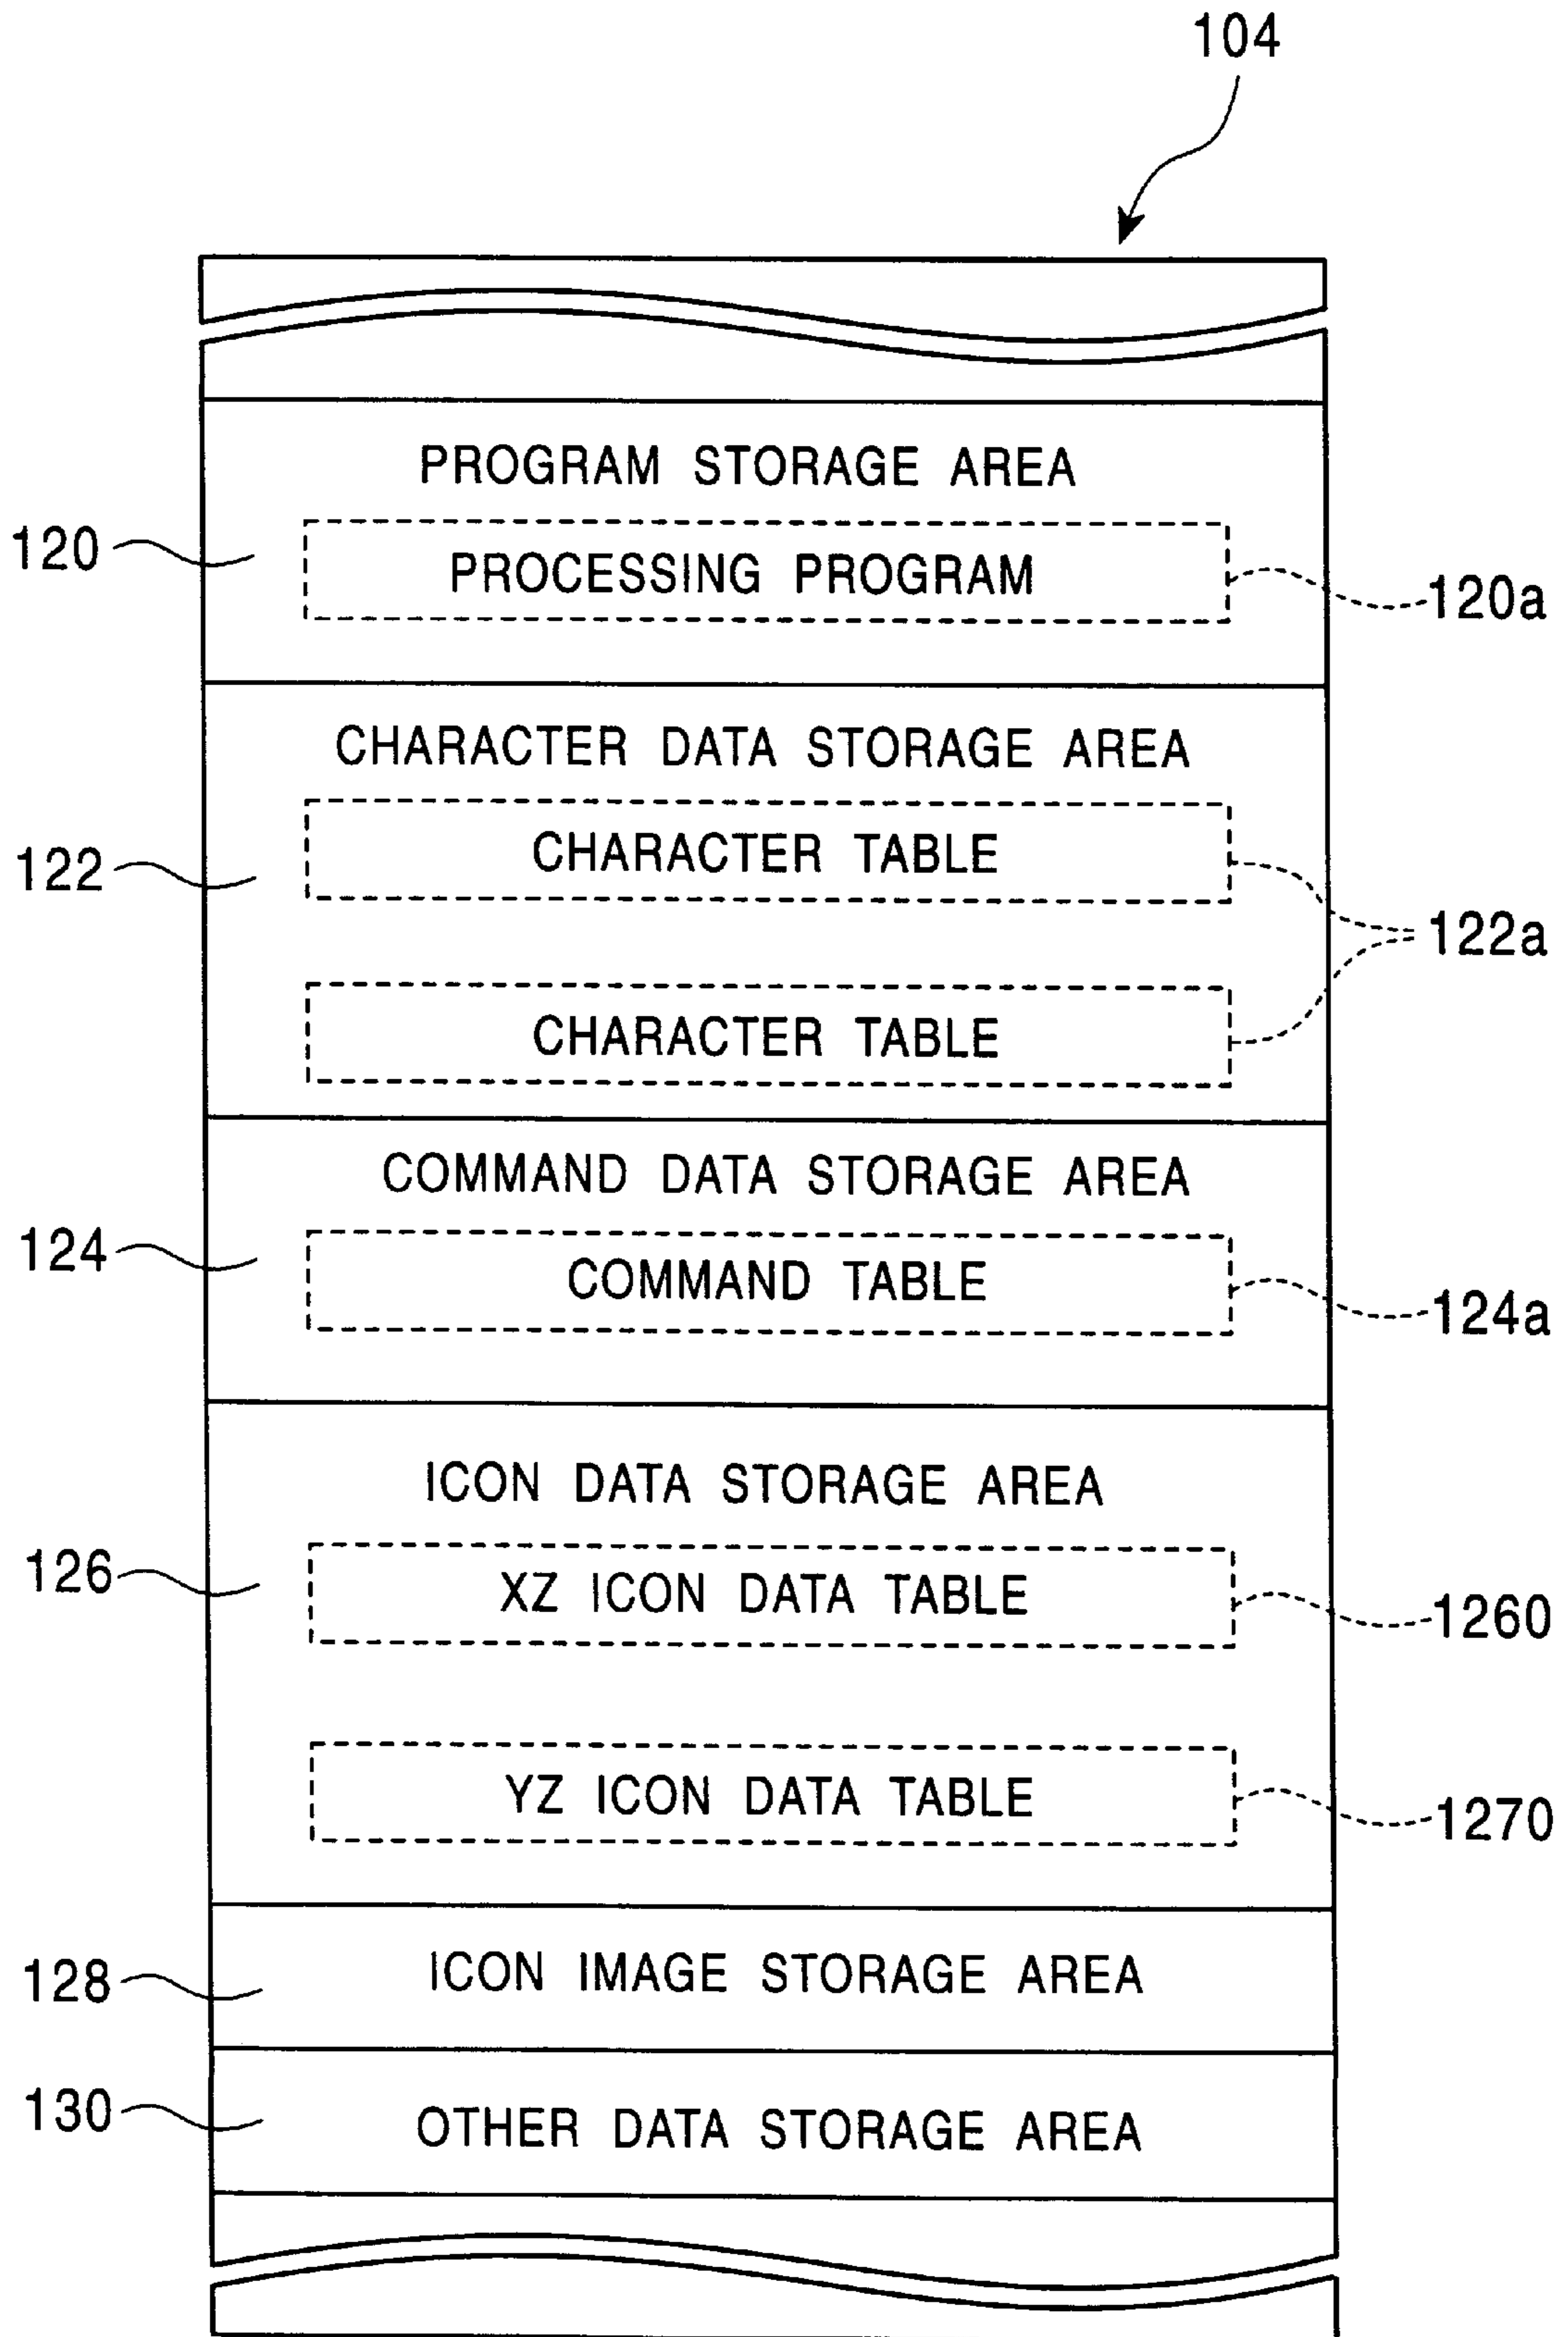 104
PROGRAM STORAGE AREA
120
PROCESSING PROGRAM
120a
CHARACTER DATA STORAGE AREA
122
CHARACTER TABLE
122a
CHARACTER TABLE
COMMAND DATA STORAGE AREA
124
COMMAND TABLE
124a
ICON DATA STORAGE AREA
126
XZ ICON DATA TABLE
1260
YZ ICON DATA TABLE
1270
128
ICON IMAGE STORAGE AREA
130
OTHER DATA STORAGE AREA